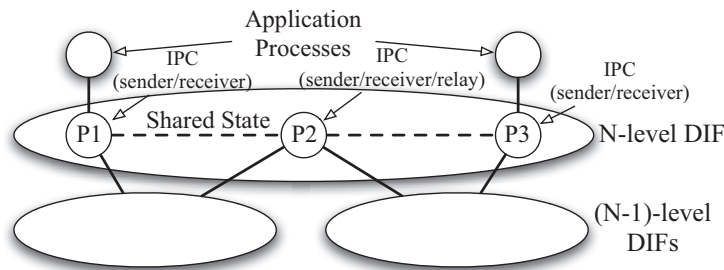 Application
Processes
IPC
(sender/receiver)
IPC
(sender/receiver/relay)
IPC
(sender/receiver)
P1
Shared State
P2
P3
N-level DIF
(N-1)-level
DIFs